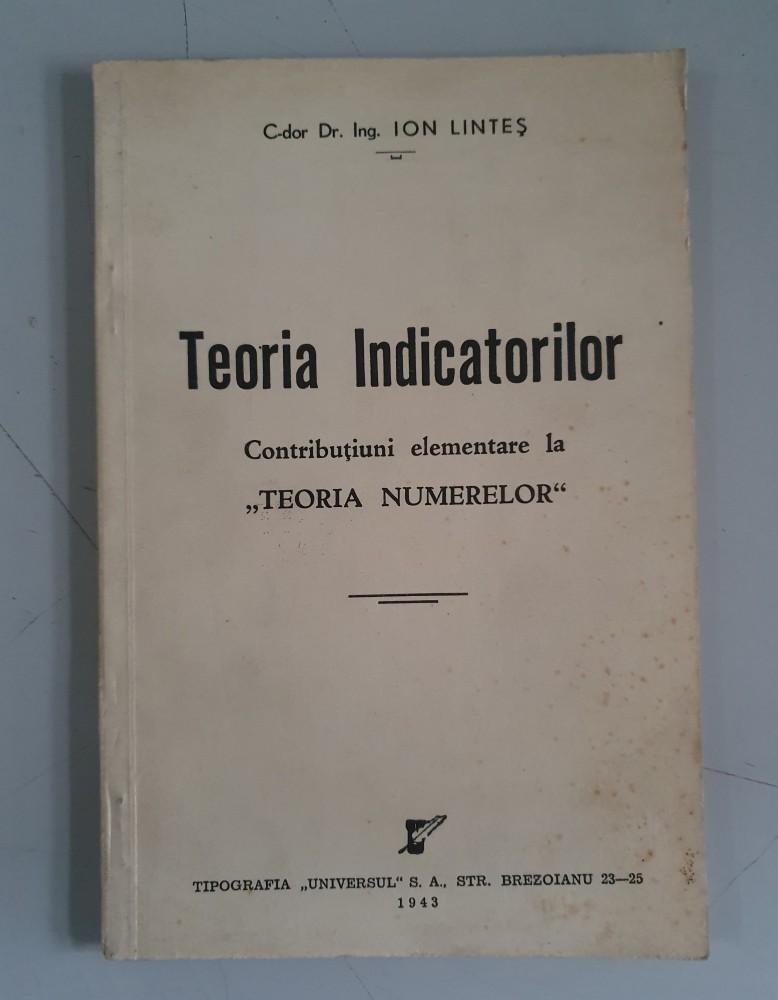 C-dor Dr. Ing. ION LINTEȘ
Teoria Indicatorilor
Contribuțiuni elementare la
„TEORIA NUMERELOR“
TIPOGRAFIA „UNIVERSUL“ S. A., STR. BREZOIANU 23—25
1943